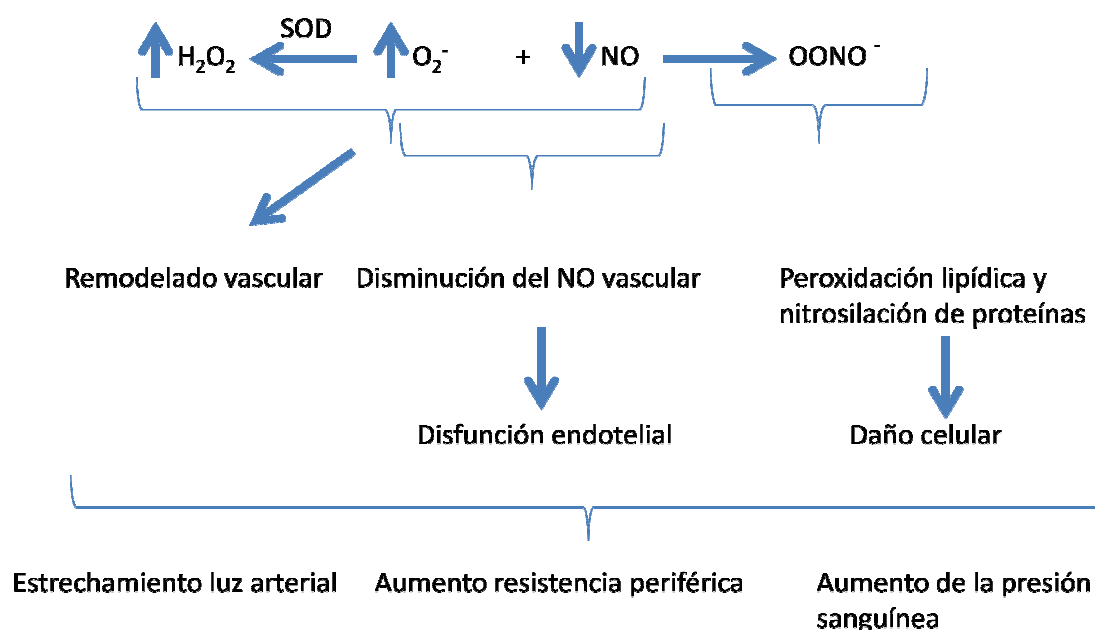 SOD
H₂O₂ O₂⁻ + NO OONO⁻
Remodelado vascular Disminución del NO vascular Peroxidación lipídica y
nitrosilación de proteínas
Disfunción endotelial Daño celular
Estrechamiento luz arterial Aumento resistencia periférica Aumento de la presión
sanguínea